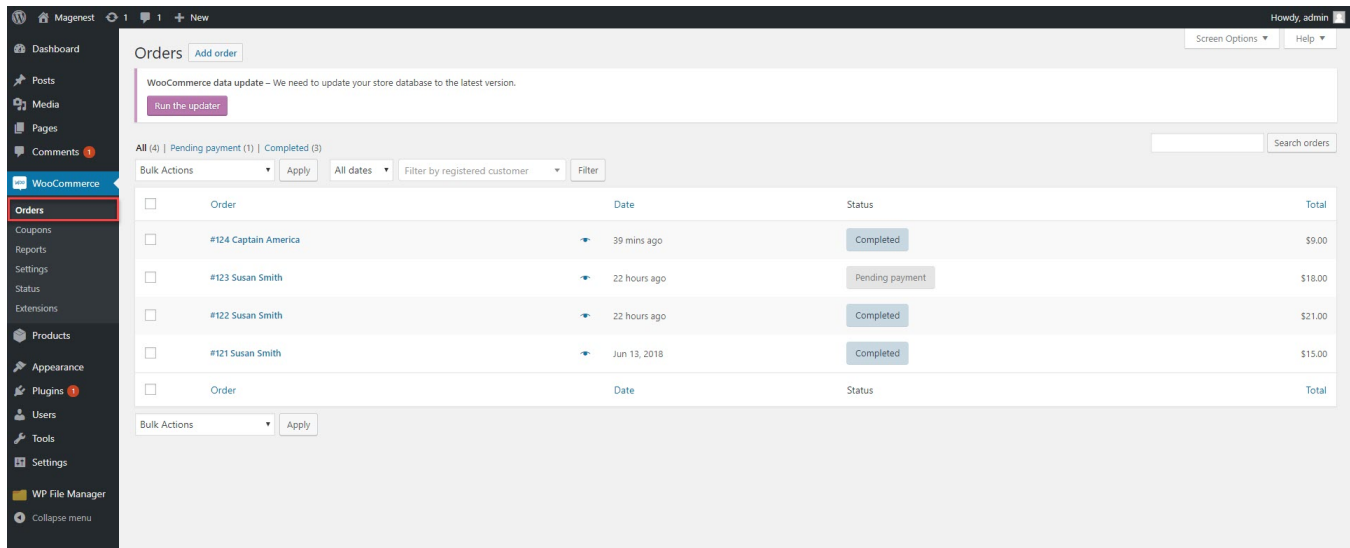 Magenest 1 1 New Howdy, admin
Screen Options Help
Dashboard
Posts
Media
Pages
Comments 1
WooCommerce
Orders
Coupons
Reports
Settings
Status
Extensions
Products
Appearance
Plugins 1
Users
Tools
Settings
WP File Manager
Collapse menu
Orders Add order
WooCommerce data update – We need to update your store database to the latest version.
Run the updater
All (4) | Pending payment (1) | Completed (3)
Search orders
Bulk Actions Apply All dates Filter by registered customer Filter
Order Date Status Total
#124 Captain America 39 mins ago Completed $9.00
#123 Susan Smith 22 hours ago Pending payment $18.00
#122 Susan Smith 22 hours ago Completed $21.00
#121 Susan Smith Jun 13, 2018 Completed $15.00
Order Date Status Total
Bulk Actions Apply